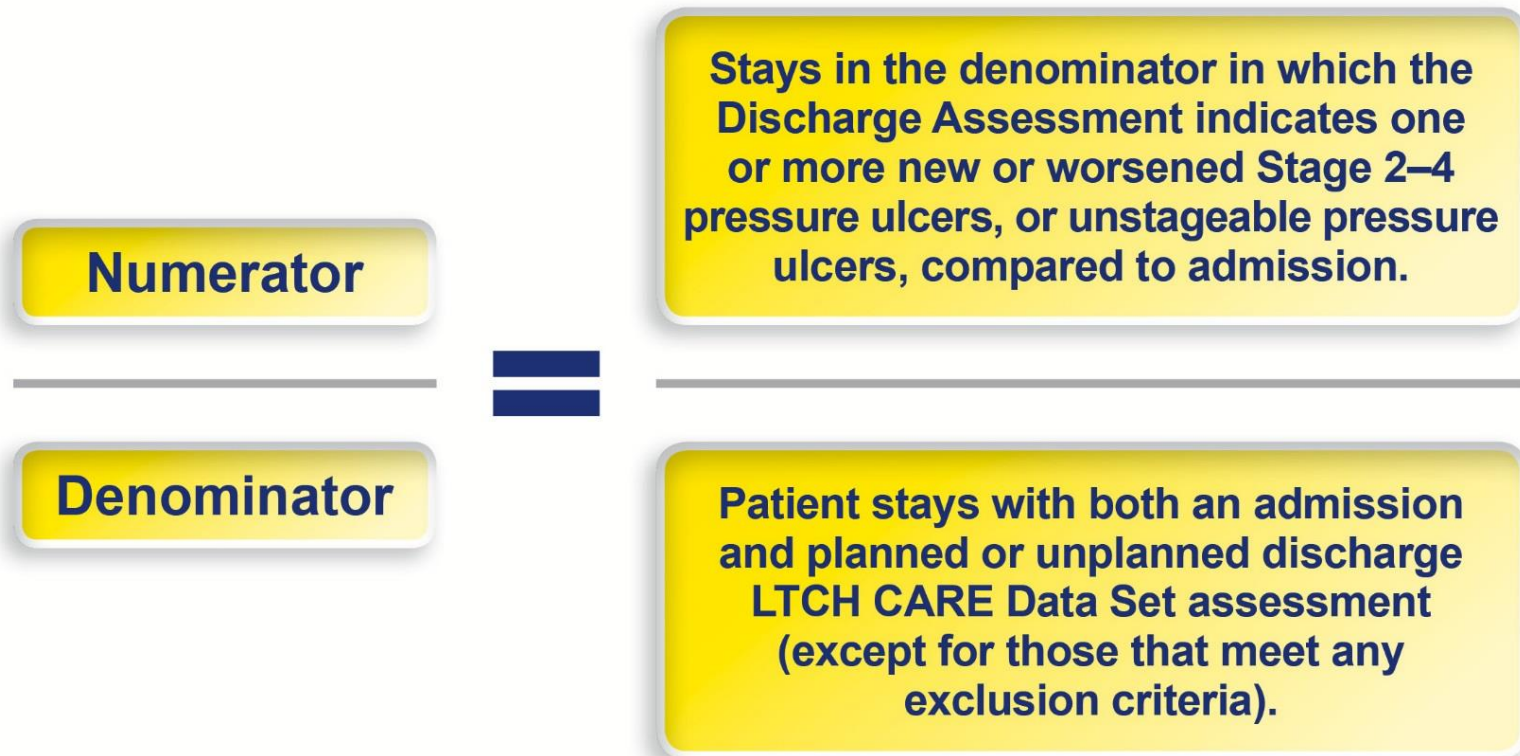 Numerator
Stays in the denominator in which the
Discharge Assessment indicates one
or more new or worsened Stage 2–4
pressure ulcers, or unstageable pressure
ulcers, compared to admission.
Denominator
Patient stays with both an admission
and planned or unplanned discharge
LTCH CARE Data Set assessment
(except for those that meet any
exclusion criteria).